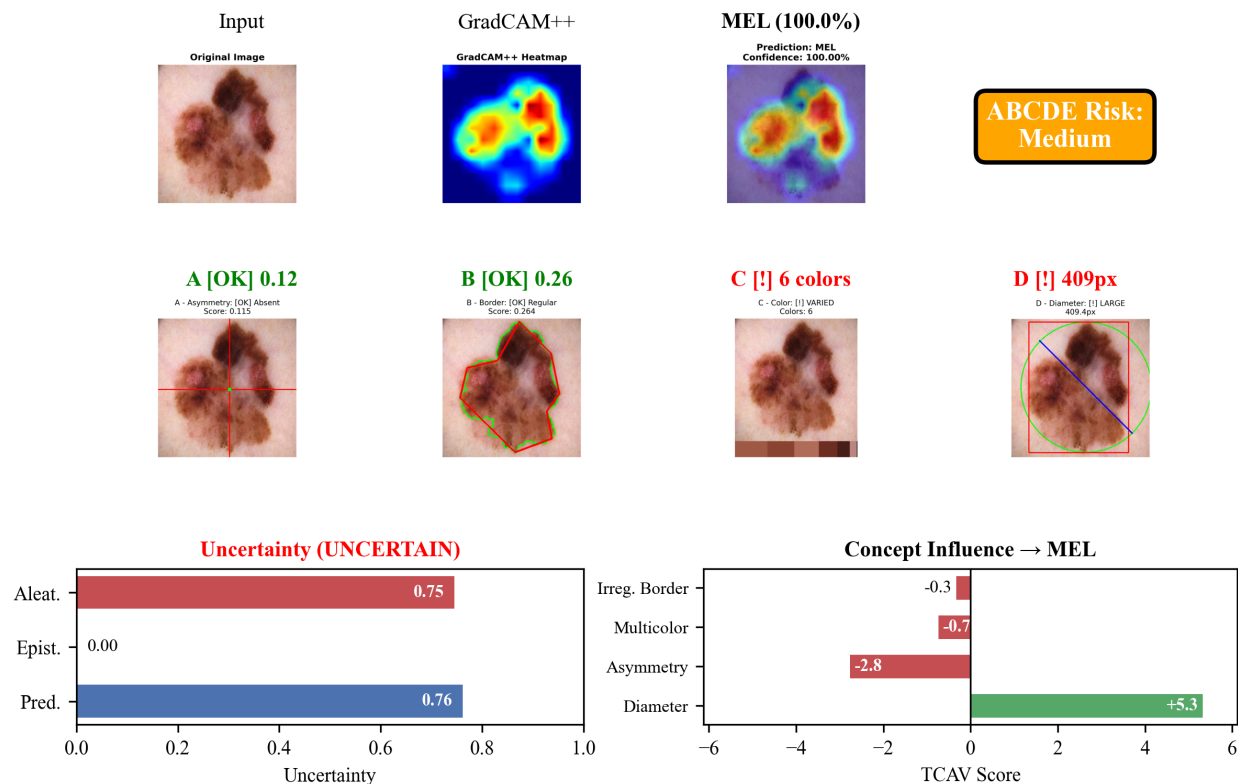 Input
GradCAM++
MEL (100.0%)
Original Image
GradCAM++ Heatmap
Prediction: MEL
Confidence: 100.00%
ABCDE Risk:
Medium
A [OK] 0.12
B [OK] 0.26
C [!] 6 colors
D [!] 409px
A - Asymmetry: [OK] Absent
Score: 0.115
B - Border: [OK] Regular
Score: 0.264
C - Color: [!] VARIED
Colors: 6
D - Diameter: [!] LARGE
409.4px
Uncertainty (UNCERTAIN)
Aleat.
0.75
Epist.
0.00
Pred.
0.76
0.0 0.2 0.4 0.6 0.8 1.0
Uncertainty
Concept Influence → MEL
Irreg. Border
-0.3
Multicolor
-0.7
Asymmetry
-2.8
Diameter
+5.3
−6 −4 −2 0 2 4 6
TCAV Score